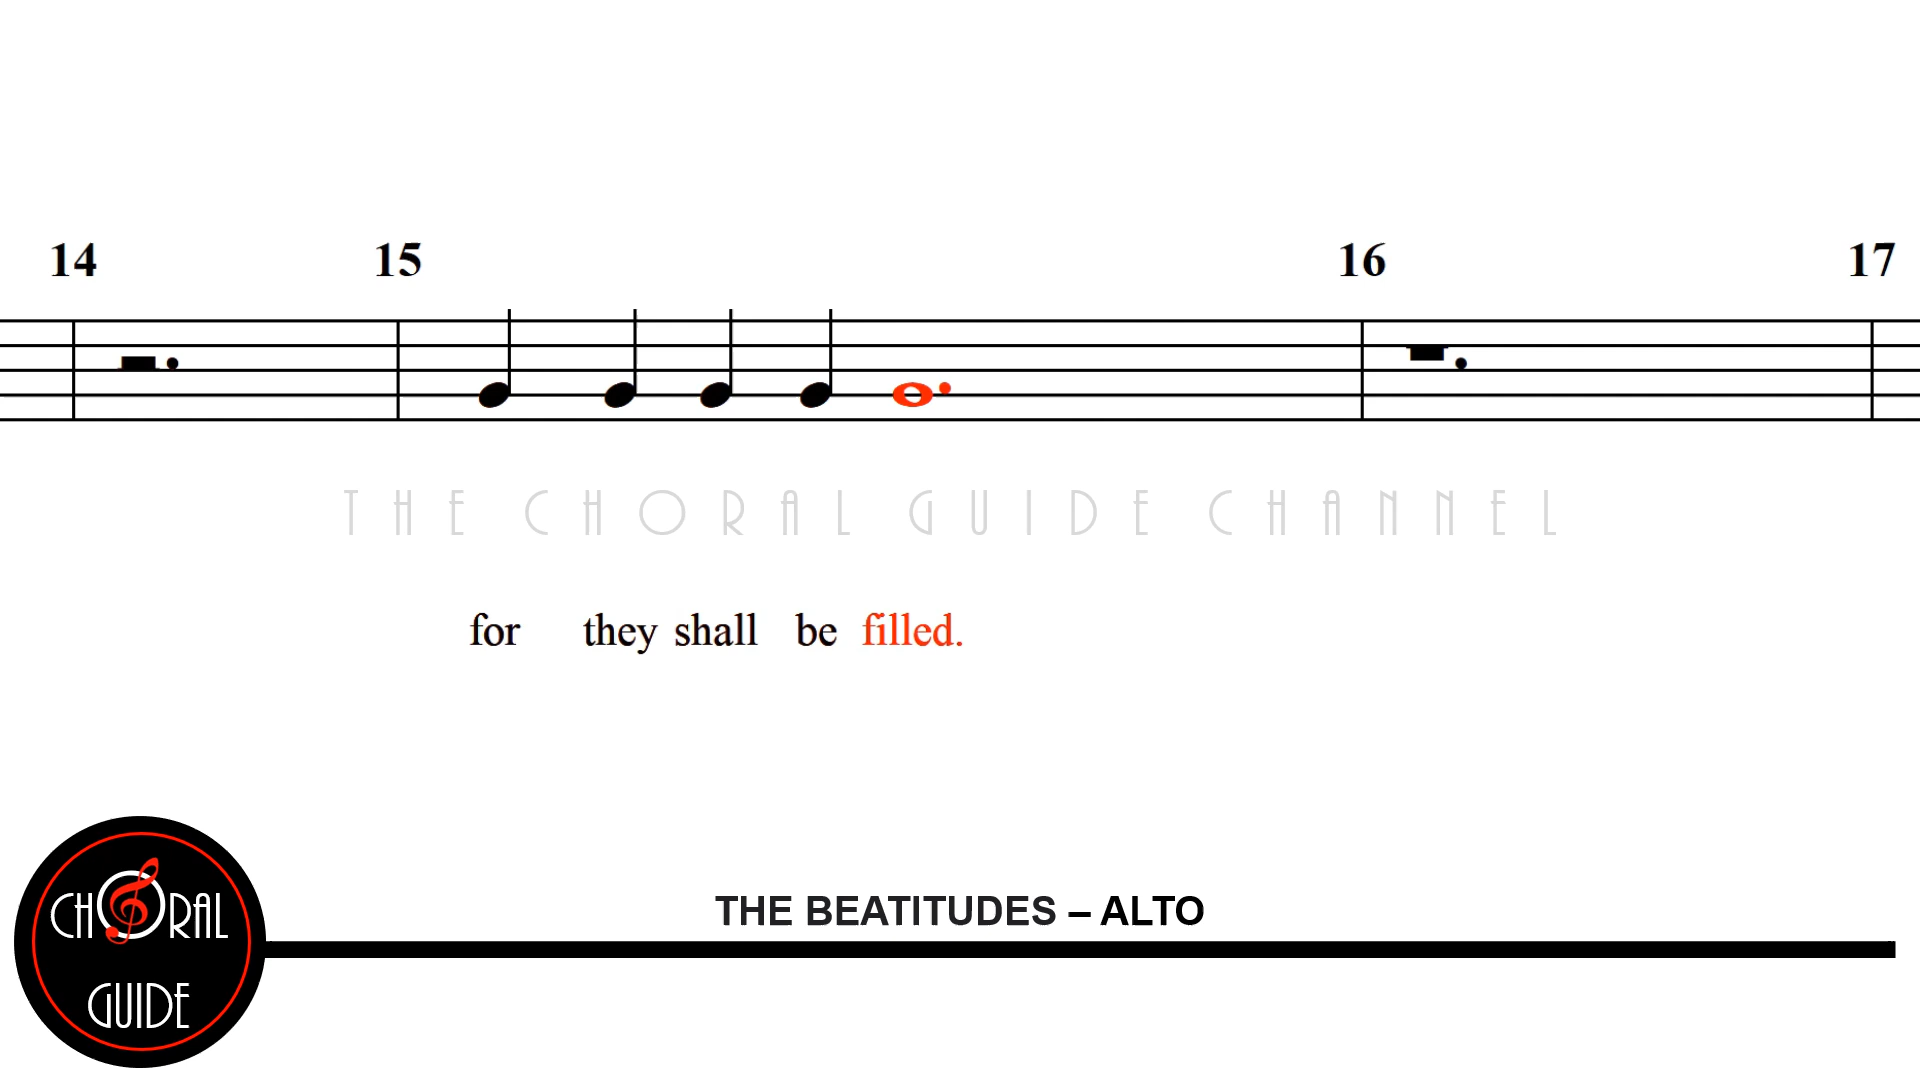 14 15 16 17
THE CHORAL GUIDE CHANNEL
for they shall be filled.
THE BEATITUDES – ALTO
CHORAL
GUIDE